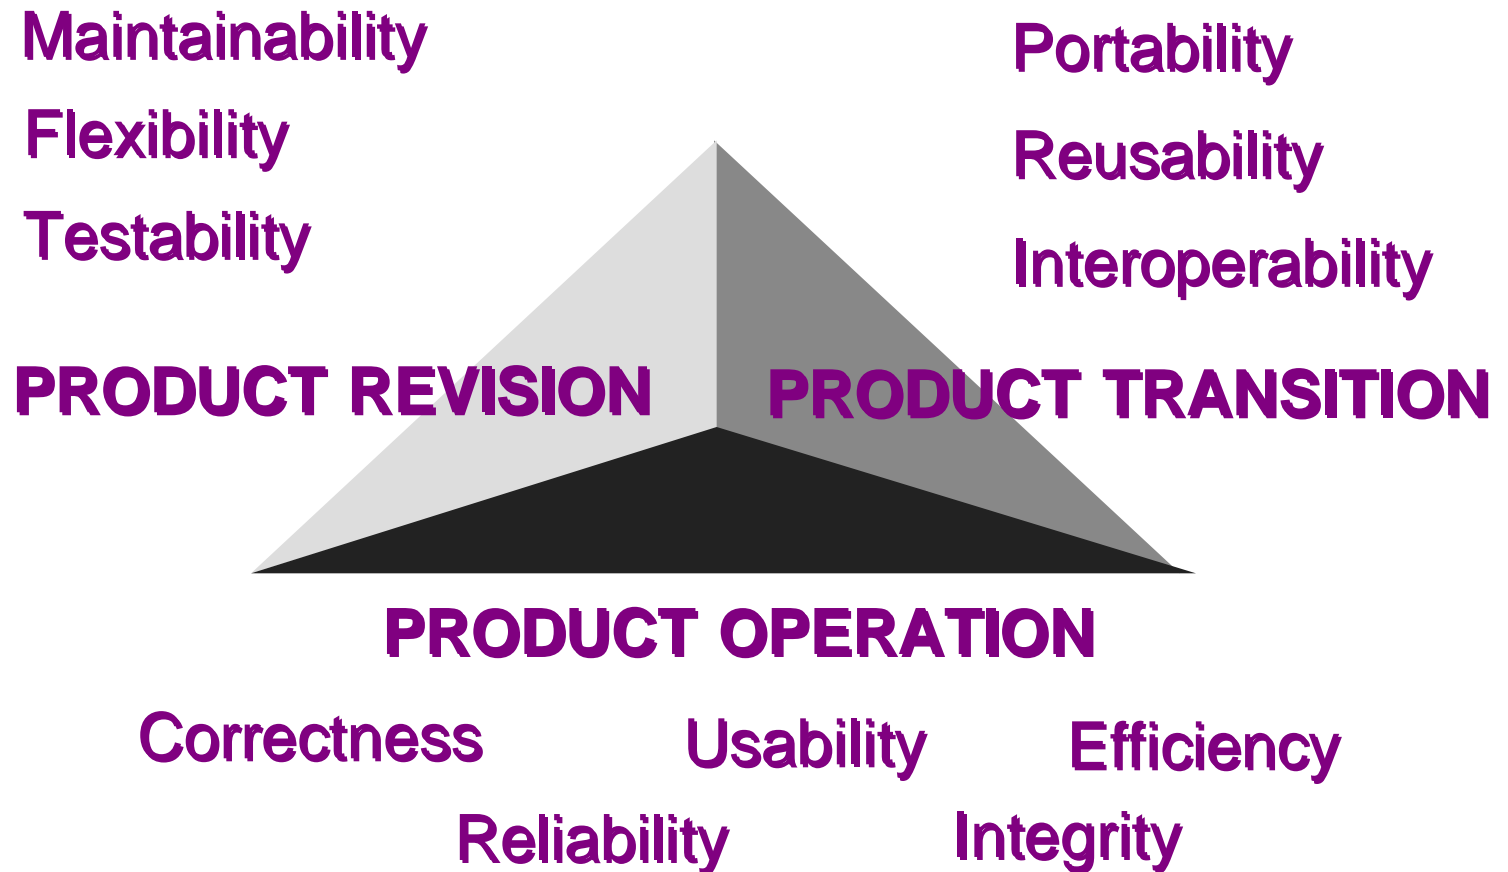 Maintainability
Flexibility
Testability
PRODUCT REVISION
Portability
Reusability
Interoperability
PRODUCT TRANSITION
PRODUCT OPERATION
Correctness
Usability
Efficiency
Reliability
Integrity